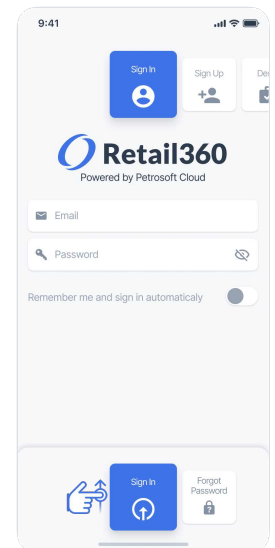 9:41
Sign In
Sign Up
Retail360
Powered by Petrosoft Cloud
Email
Password
Remember me and sign in automaticaly
Sign In
Forgot
Password
?